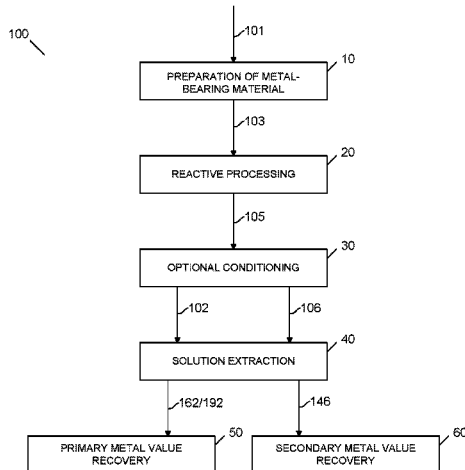 101
100
10
PREPARATION OF METAL-
BEARING MATERIAL
103
20
REACTIVE PROCESSING
105
30
OPTIONAL CONDITIONING
102
106
40
SOLUTION EXTRACTION
162/192
146
50
60
PRIMARY METAL VALUE
RECOVERY
SECONDARY METAL VALUE
RECOVERY